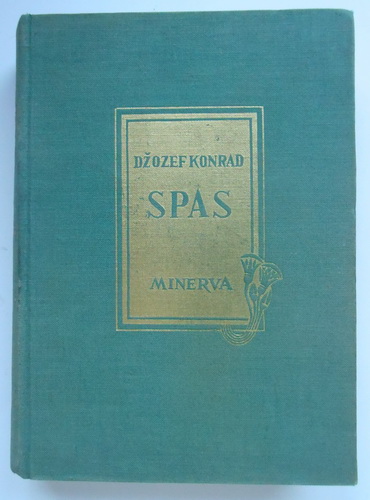 DŽOZEF KONRAD
SPAS
MINERVA